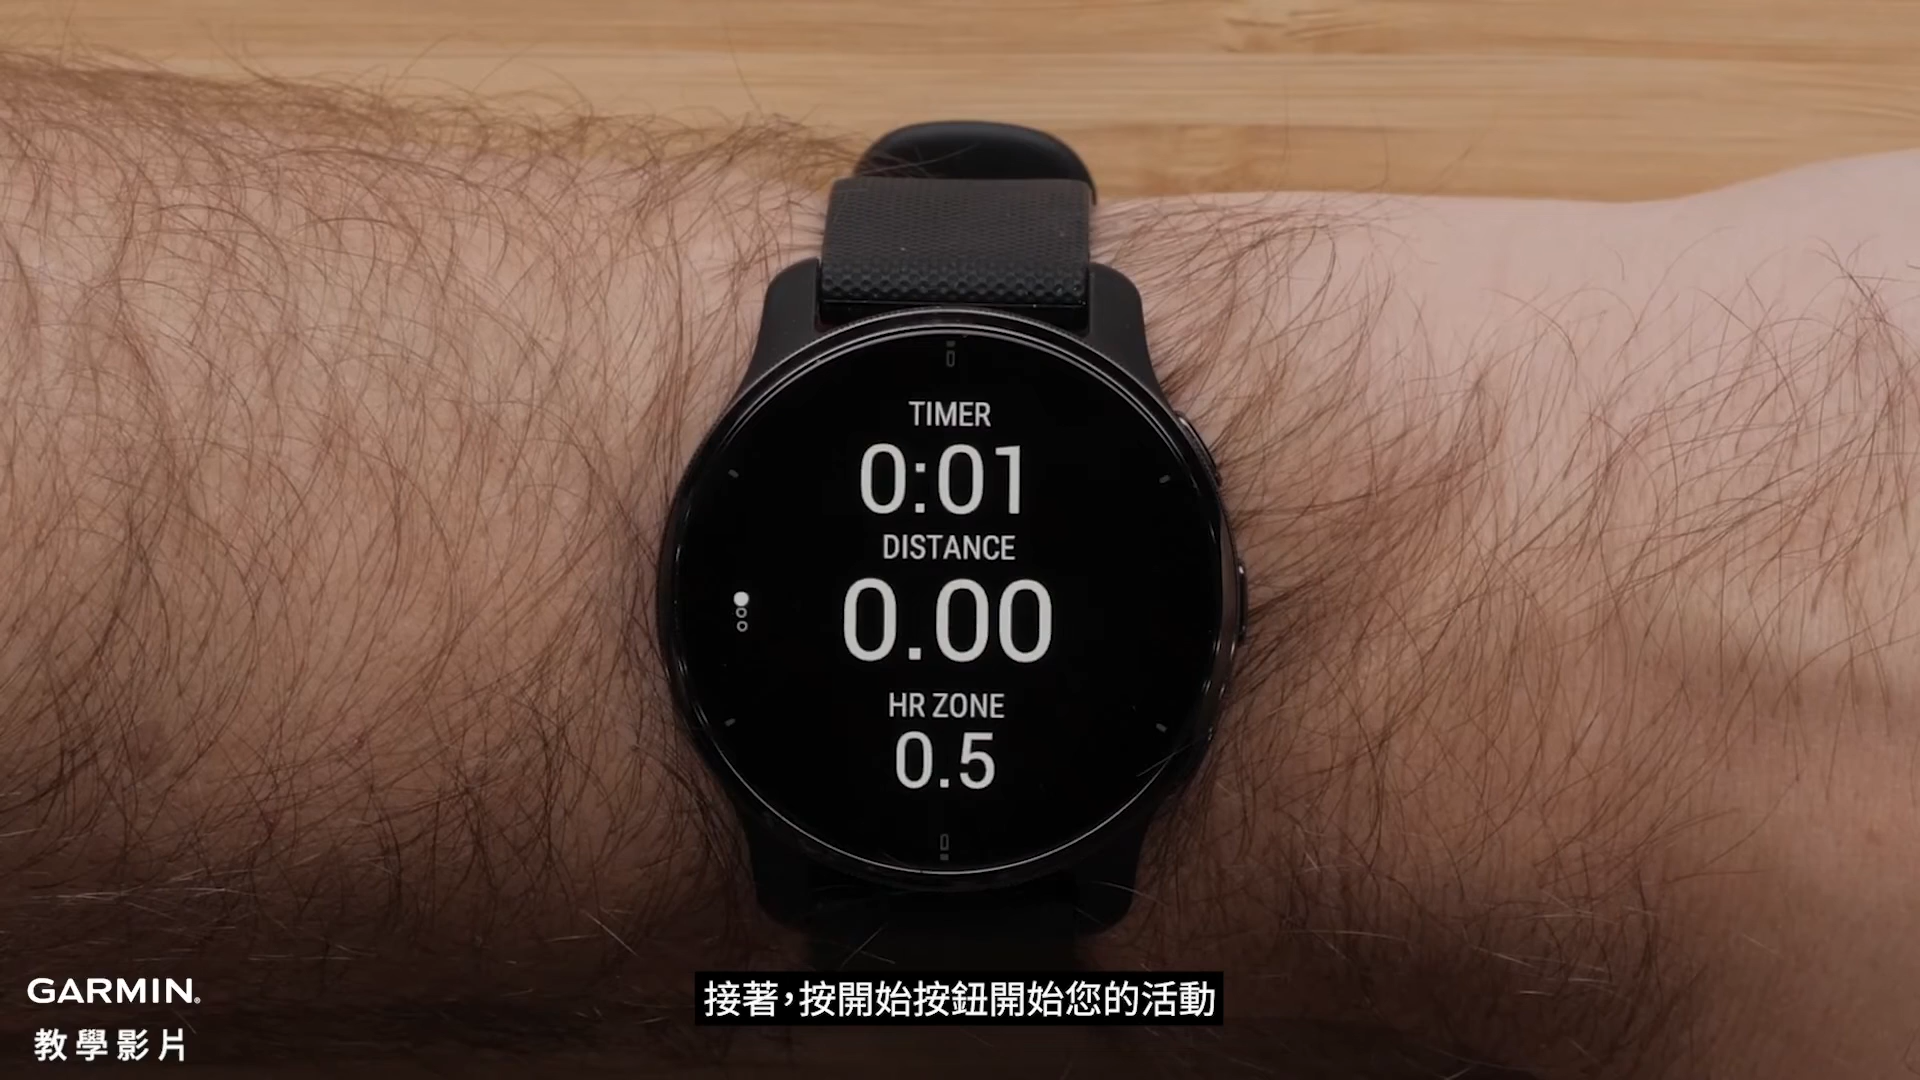 TIMER
0:01
DISTANCE
0.00
HR ZONE
0.5
GARMIN.
教學影片
接著,按開始按鈕開始您的活動